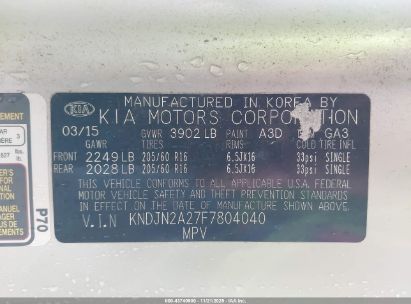 MANUFACTURED IN KOREA BY
KIA KIA MOTORS CORPORATION
03/15 GVWR 3902 LB PAINT A3D GA3
GAWR TIRES RIMS COLD TIRE INFL
FRONT 2249 LB 205/60 R16 6.5JX16 33psi SINGLE
REAR 2028 LB 205/60 R16 6.5JX16 33psi SINGLE
THIS VEHICLE CONFORMS TO ALL APPLICABLE U.S.A. FEDERAL
MOTOR VEHICLE SAFETY AND THEFT PREVENTION STANDARDS
IN EFFECT ON THE DATE OF MANUFACTURE SHOWN ABOVE.
V.I.N KNDJN2A27F7804040
MPV
P70